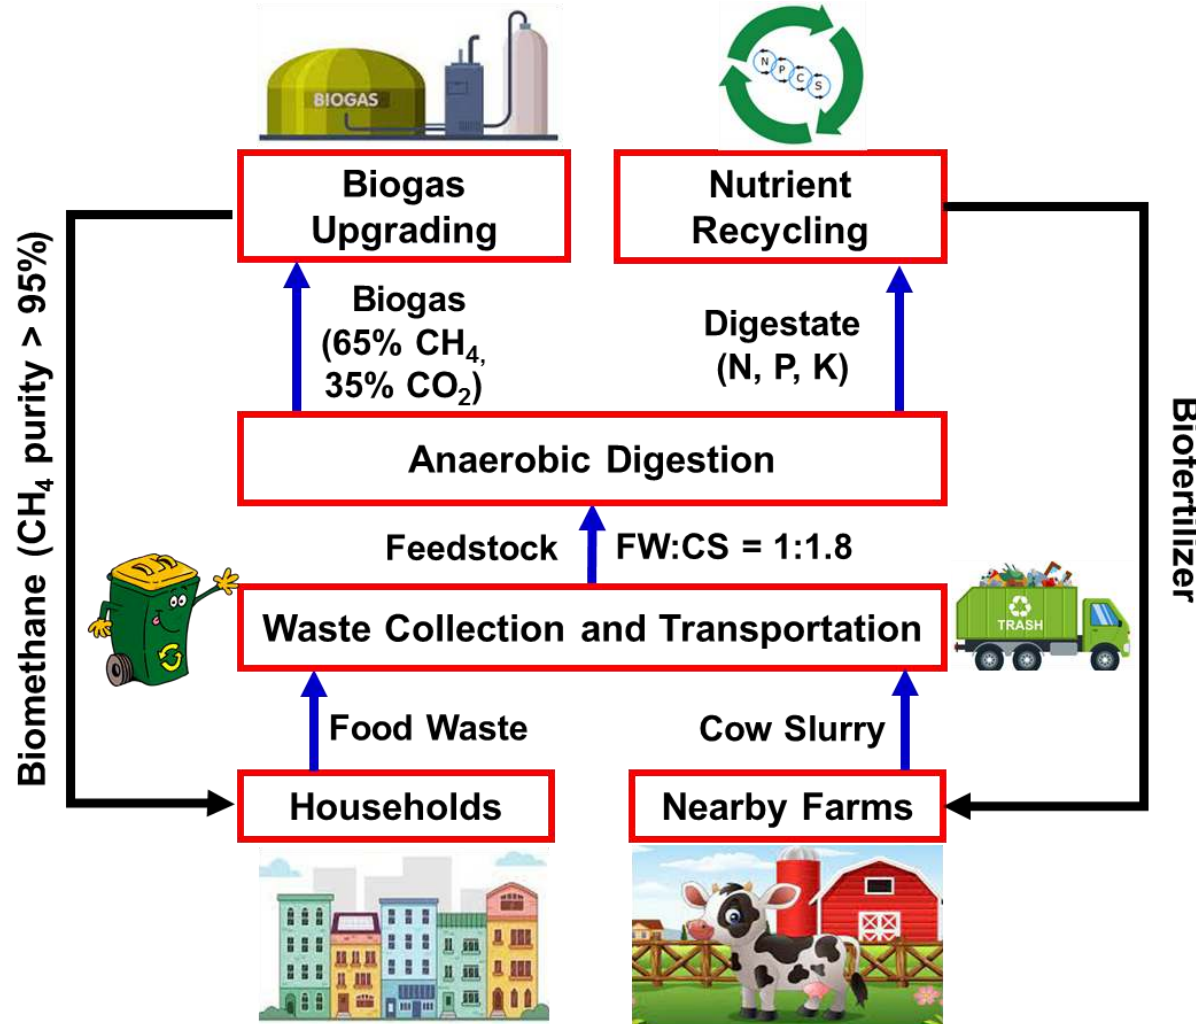 BIOGAS
N
P
C
S
Biogas
Upgrading
Nutrient
Recycling
Biogas
(65% CH₄,
35% CO₂)
Digestate
(N, P, K)
Biomethane (CH₄ purity > 95%)
Biofertilizer
Anaerobic Digestion
Feedstock
FW:CS = 1:1.8
Waste Collection and Transportation
TRASH
Food Waste
Cow Slurry
Households
Nearby Farms